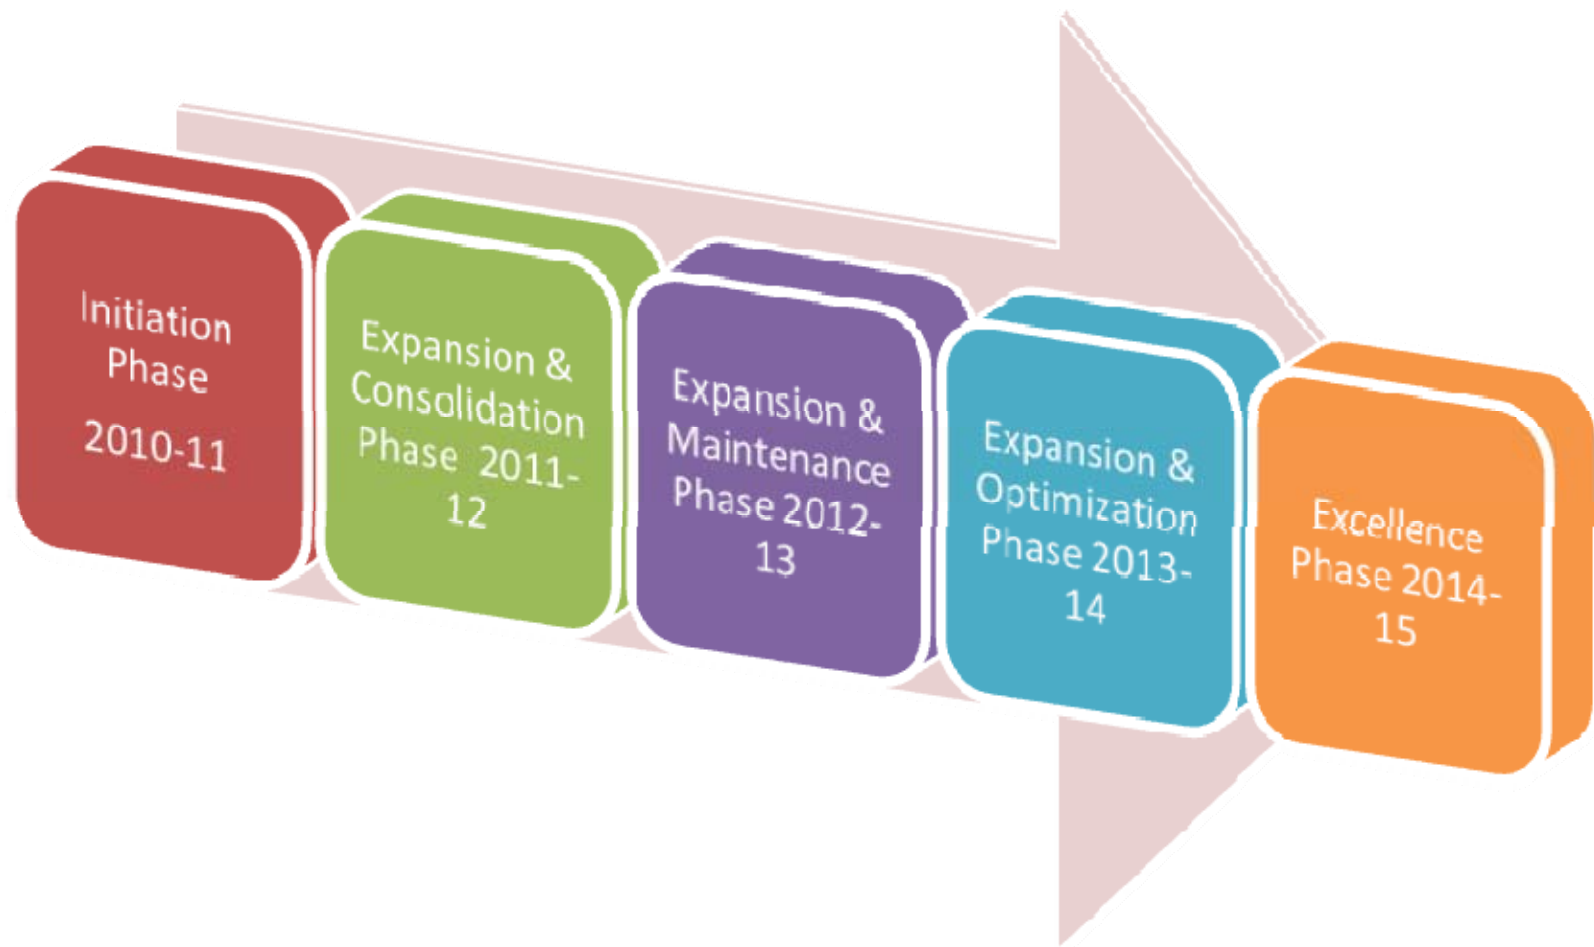 Initiation
Phase
2010-11
Expansion &
Consolidation
Phase 2011-
12
Expansion &
Maintenance
Phase 2012-
13
Expansion &
Optimization
Phase 2013-
14
Excellence
Phase 2014-
15